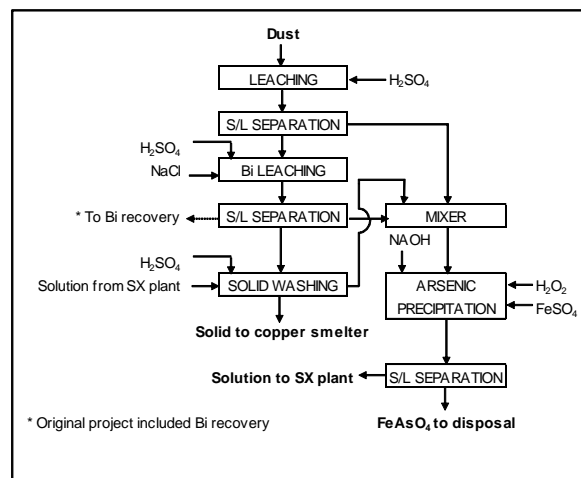 Dust
LEACHING
H₂SO₄
S/L SEPARATION
H₂SO₄
NaCl
Bi LEACHING
* To Bi recovery
S/L SEPARATION
MIXER
NAOH
H₂SO₄
Solution from SX plant
SOLID WASHING
ARSENIC
PRECIPITATION
H₂O₂
FeSO₄
Solid to copper smelter
Solution to SX plant
S/L SEPARATION
* Original project included Bi recovery
FeAsO₄ to disposal